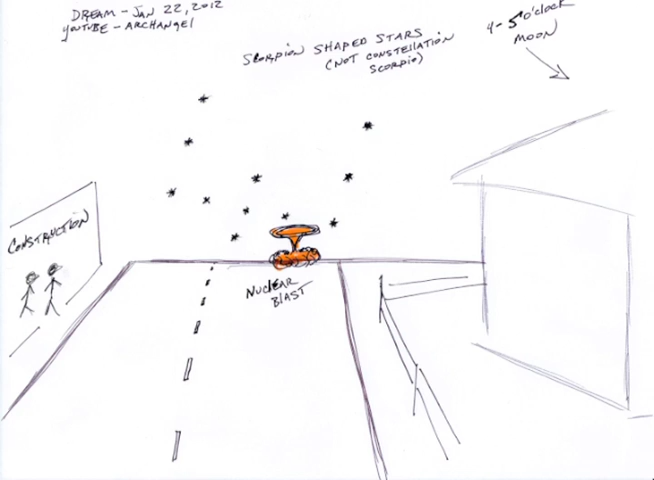 DREAM - JAN 22, 2012
YOUTUBE - ARCHANGEL
SCORPION SHAPED STARS
(NOT CONSTELLATION
SCORPIO)
4 - 5 o'clock
MOON
CONSTRUCTION
NUCLEAR
BLAST